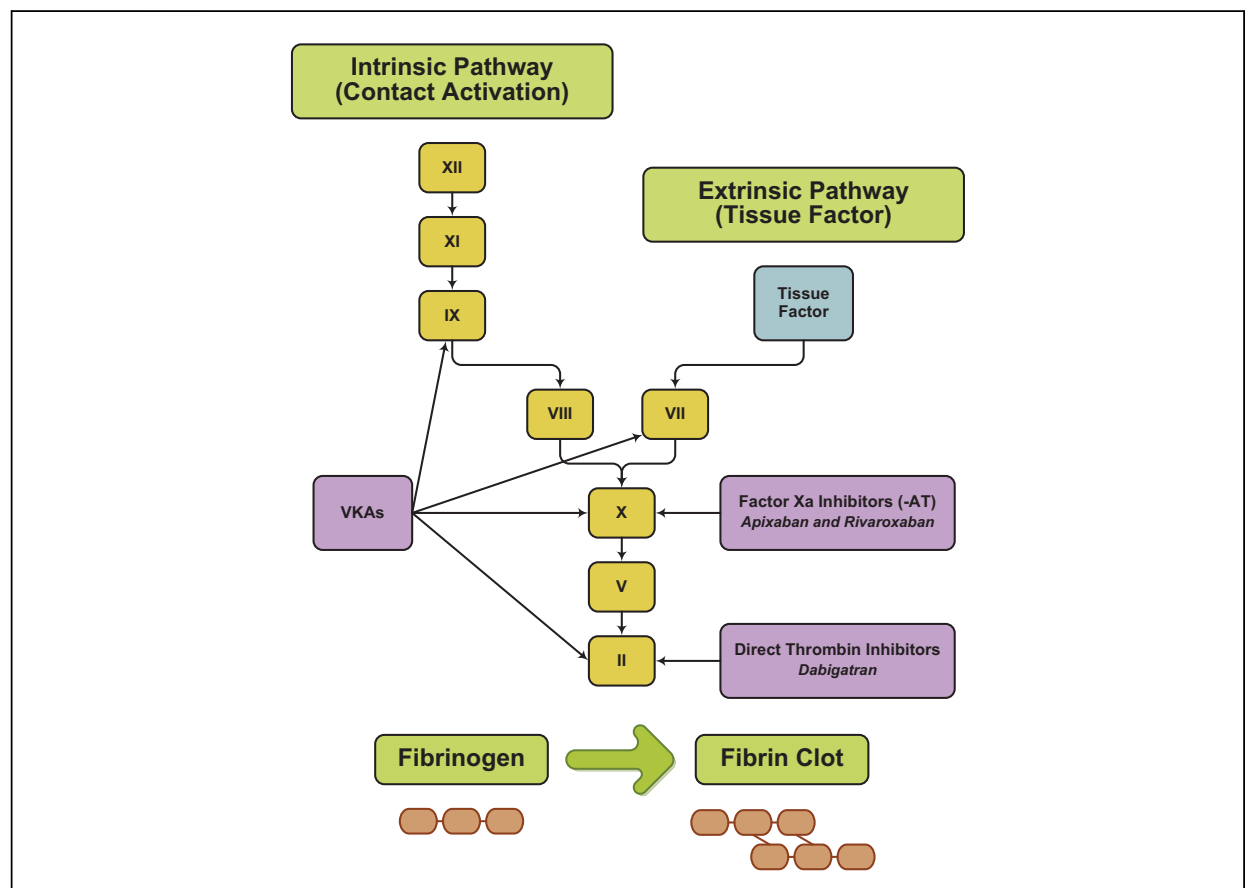 Intrinsic Pathway
(Contact Activation)
XII
Extrinsic Pathway
(Tissue Factor)
XI
Tissue
Factor
IX
VIII
VII
VKAs
X
Factor Xa Inhibitors (-AT)
Apixaban and Rivaroxaban
V
II
Direct Thrombin Inhibitors
Dabigatran
Fibrinogen
Fibrin Clot